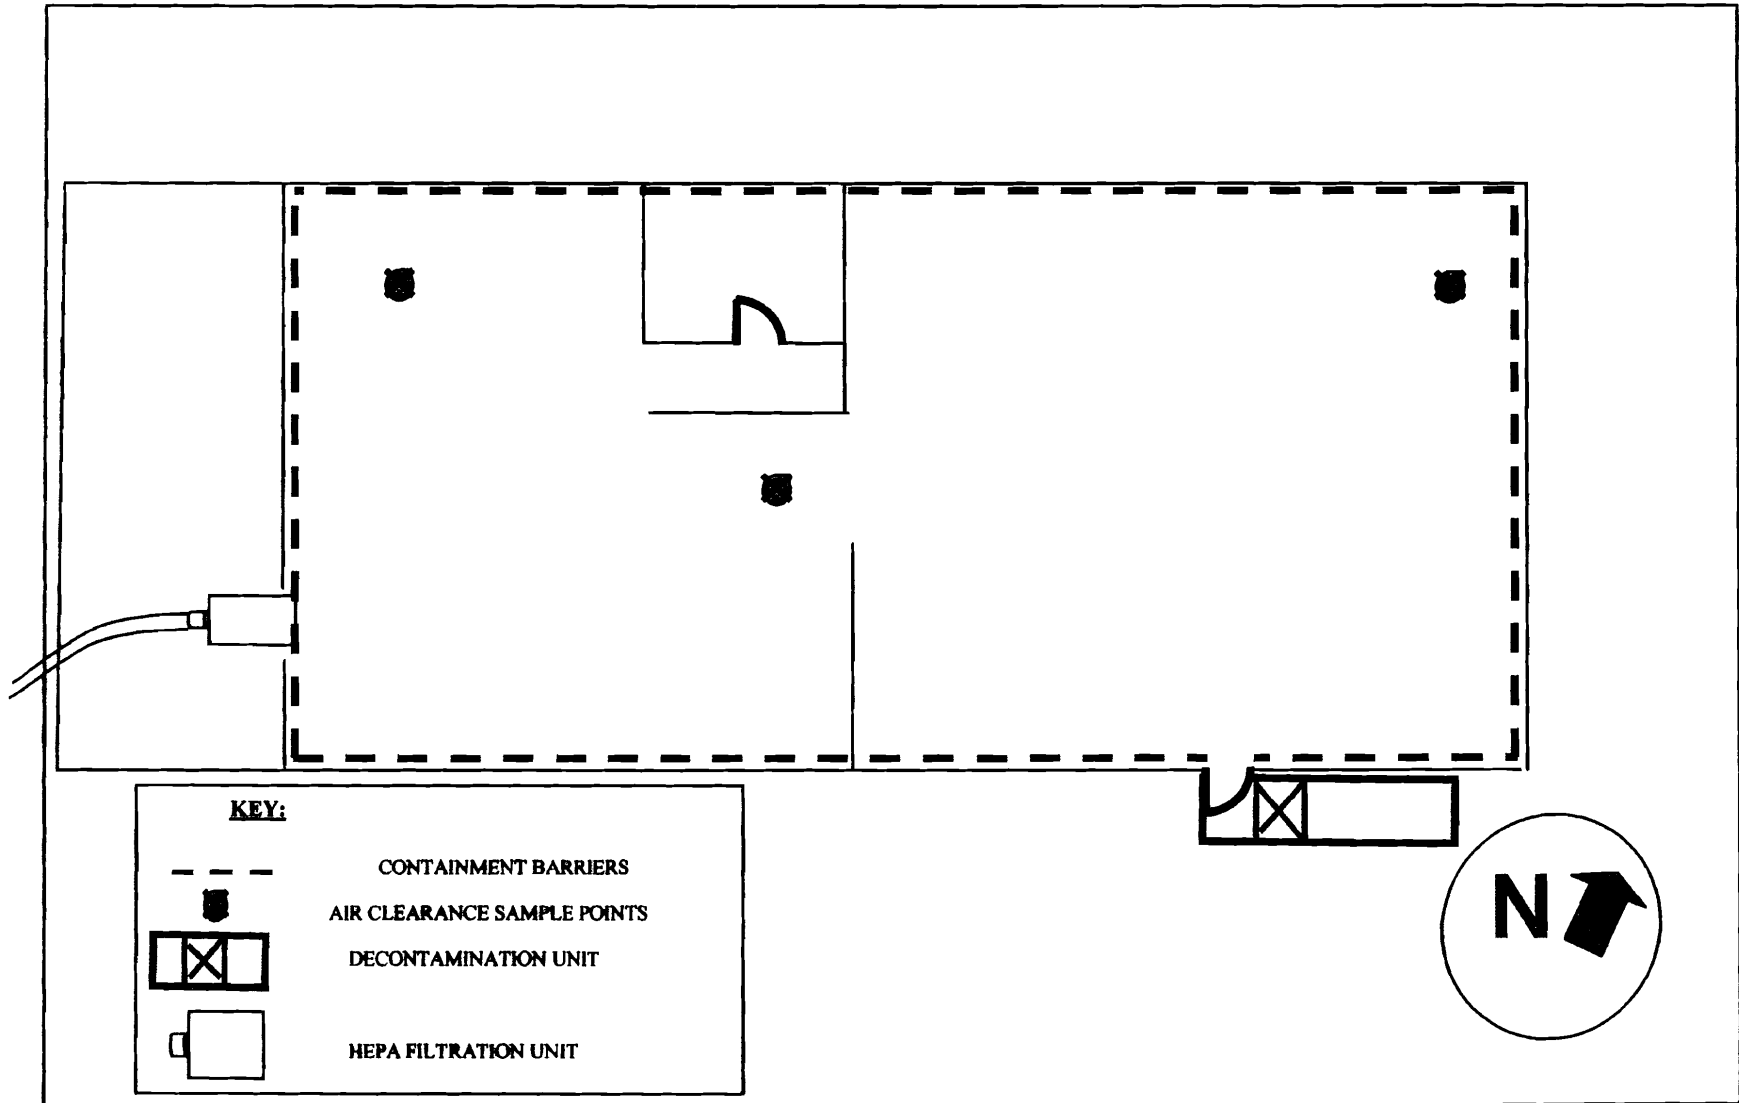 KEY:
CONTAINMENT BARRIERS
AIR CLEARANCE SAMPLE POINTS
DECONTAMINATION UNIT
HEPA FILTRATION UNIT
N